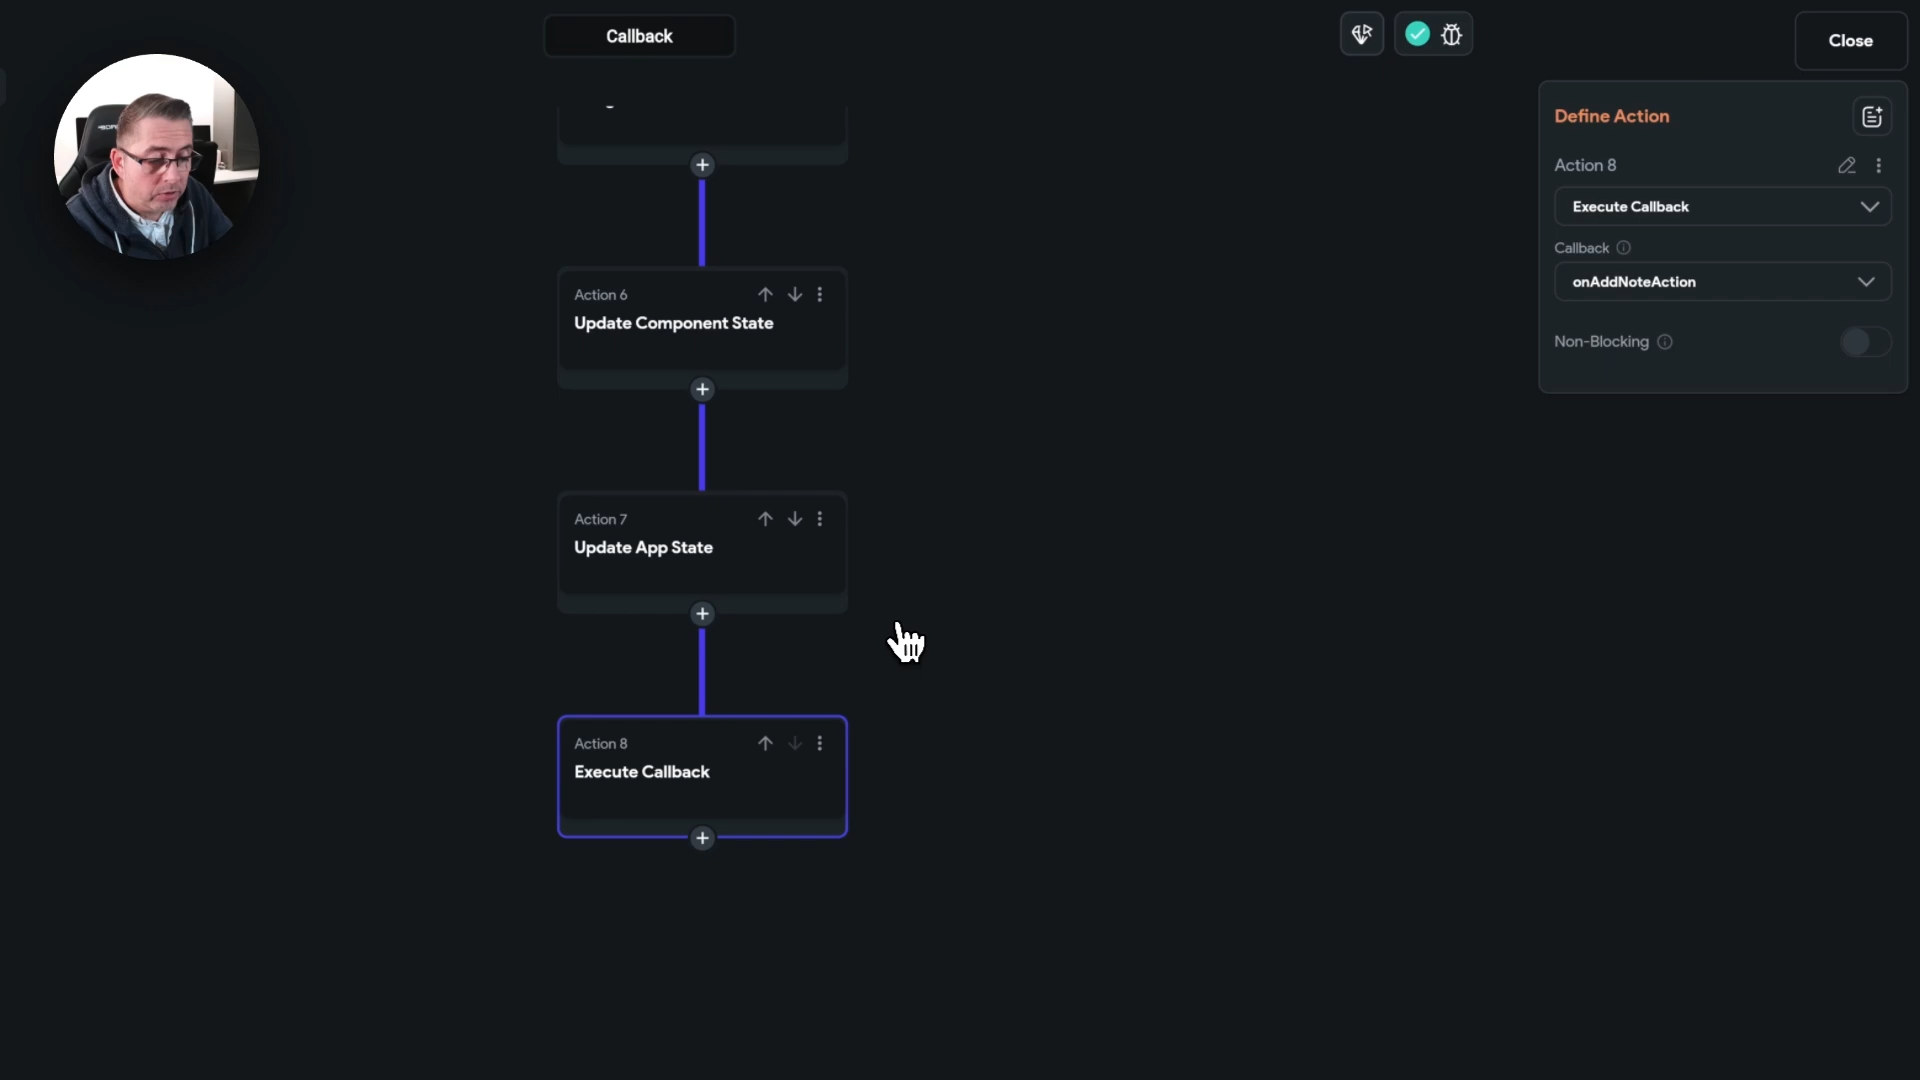 Callback
Close
Define Action
Action 8
Execute Callback
Callback
onAddNoteAction
Non-Blocking
Action 6
Update Component State
Action 7
Update App State
Action 8
Execute Callback